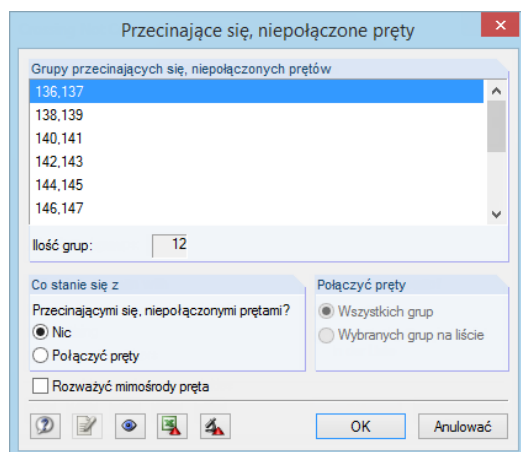 Przecinające się, niepołączone pręty
Grupy przecinających się, niepołączonych prętów
136,137
138,139
140,141
142,143
144,145
146,147
Ilość grup: 12
Co stanie się z
Przecinającymi się, niepołączonymi prętami?
Nic
Połączyć pręty
Połączyć pręty
Wszystkich grup
Wybranych grup na liście
Rozważyć mimośrody pręta
OK Anulować